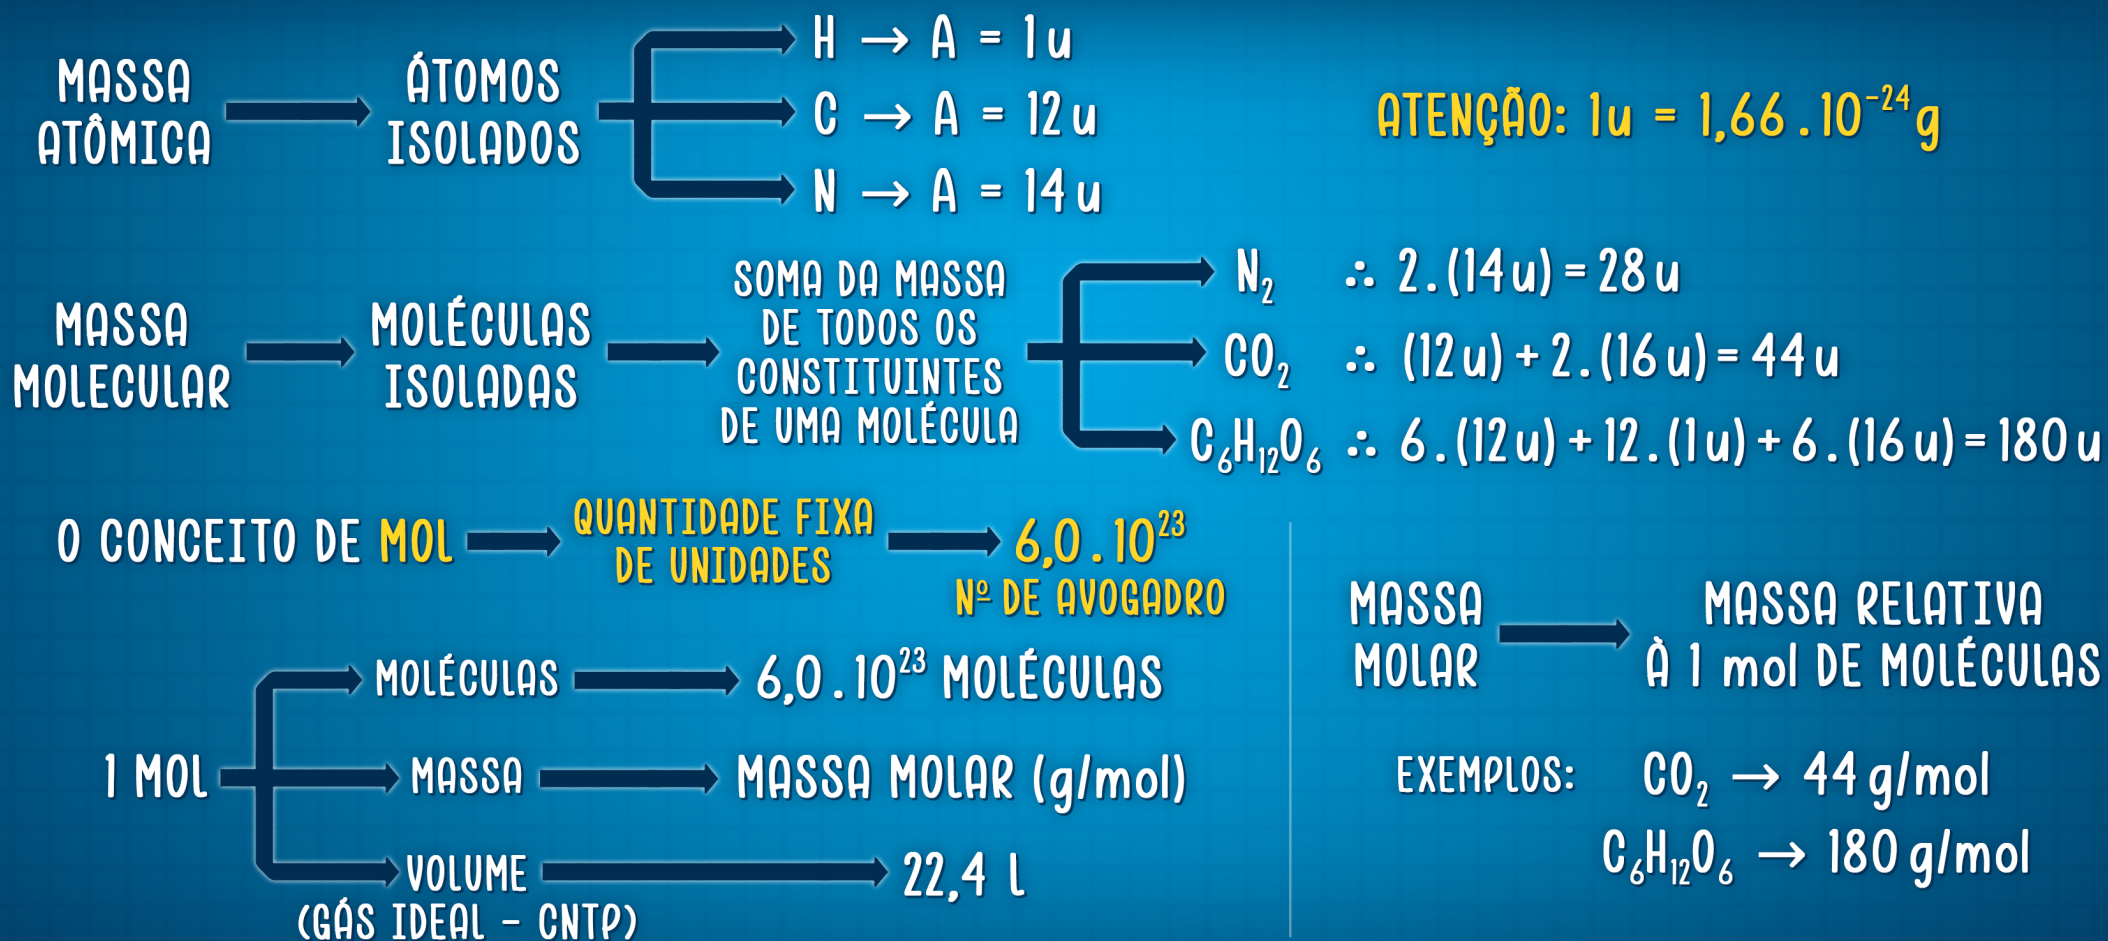 MASSA ATÔMICA → ÁTOMOS ISOLADOS
H → A = 1u
C → A = 12u
N → A = 14u
ATENÇÃO: 1u = 1,66 . 10⁻²⁴g
MASSA MOLECULAR → MOLÉCULAS ISOLADAS → SOMA DA MASSA DE TODOS OS CONSTITUINTES DE UMA MOLÉCULA
N₂ ∴ 2.(14u) = 28u
CO₂ ∴ (12u) + 2.(16u) = 44u
C₆H₁₂O₆ ∴ 6.(12u) + 12.(1u) + 6.(16u) = 180u
O CONCEITO DE MOL → QUANTIDADE FIXA DE UNIDADES → 6,0 . 10²³
Nº DE AVOGADRO
1 MOL
MOLÉCULAS → 6,0 . 10²³ MOLÉCULAS
MASSA → MASSA MOLAR (g/mol)
VOLUME → 22,4 l
(GÁS IDEAL – CNTP)
MASSA MOLAR → MASSA RELATIVA À 1 mol DE MOLÉCULAS
EXEMPLOS: CO₂ → 44 g/mol
C₆H₁₂O₆ → 180 g/mol